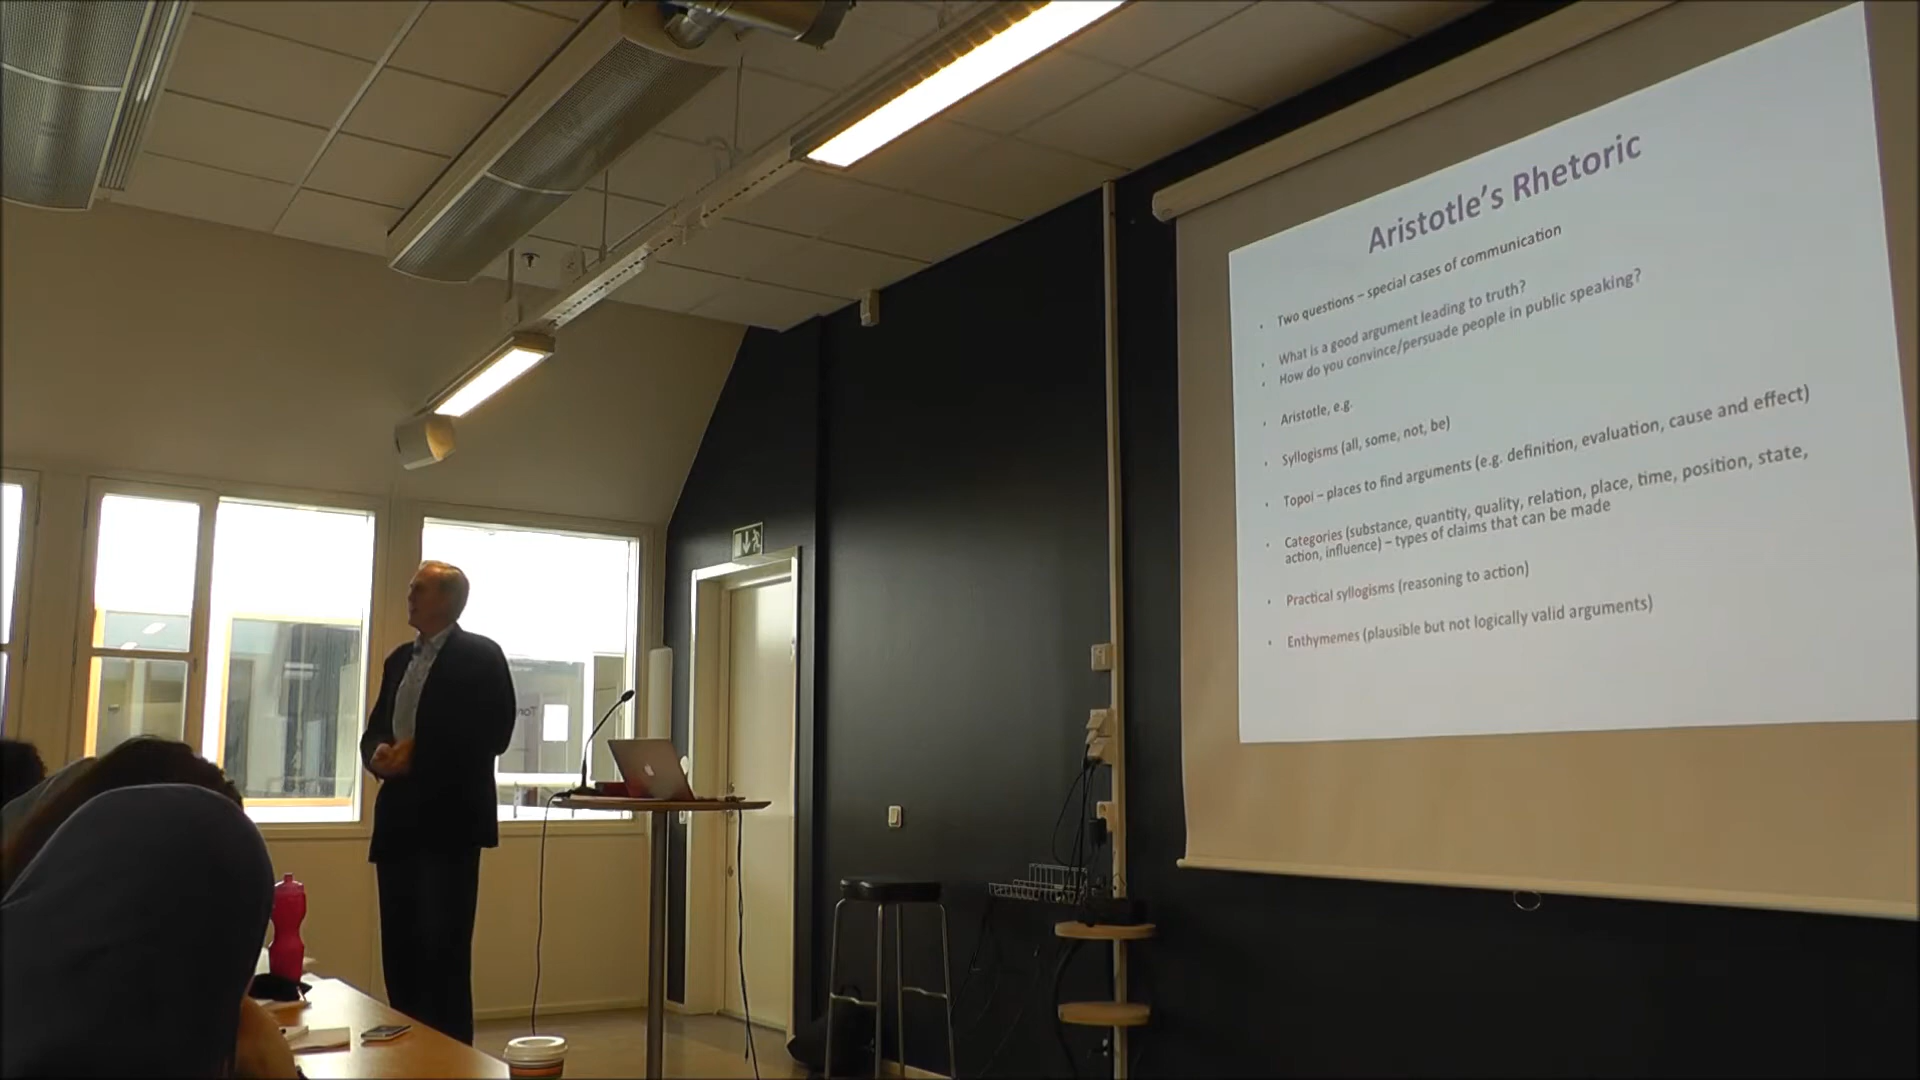 Aristotle's Rhetoric
• Two questions – special cases of communication
• What is a good argument leading to truth?
• How do you convince/persuade people in public speaking?
• Aristotle, e.g.
• Syllogisms (all, some, not, be)
• Topoi – places to find arguments (e.g. definition, evaluation, cause and effect)
• Categories (substance, quantity, quality, relation, place, time, position, state,
action, influence) – types of claims that can be made
• Practical syllogisms (reasoning to action)
• Enthymemes (plausible but not logically valid arguments)